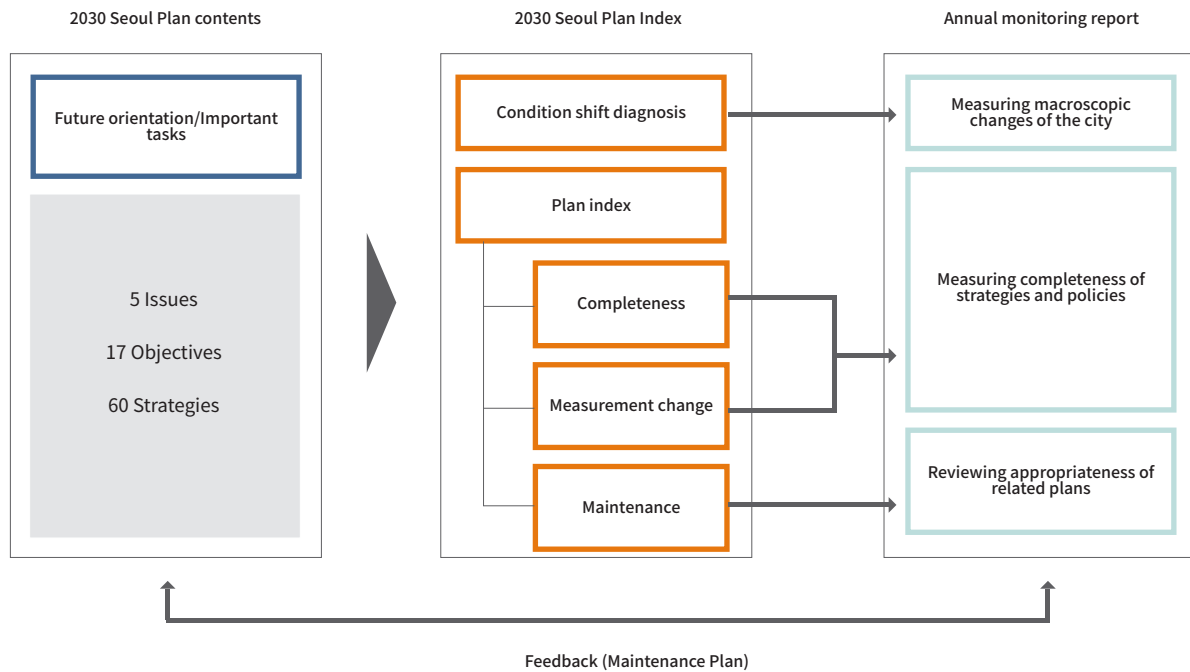 2030 Seoul Plan contents
Future orientation/Important
tasks
5 Issues
17 Objectives
60 Strategies
2030 Seoul Plan Index
Condition shift diagnosis
Plan index
Completeness
Measurement change
Maintenance
Annual monitoring report
Measuring macroscopic
changes of the city
Measuring completeness of
strategies and policies
Reviewing appropriateness of
related plans
Feedback (Maintenance Plan)